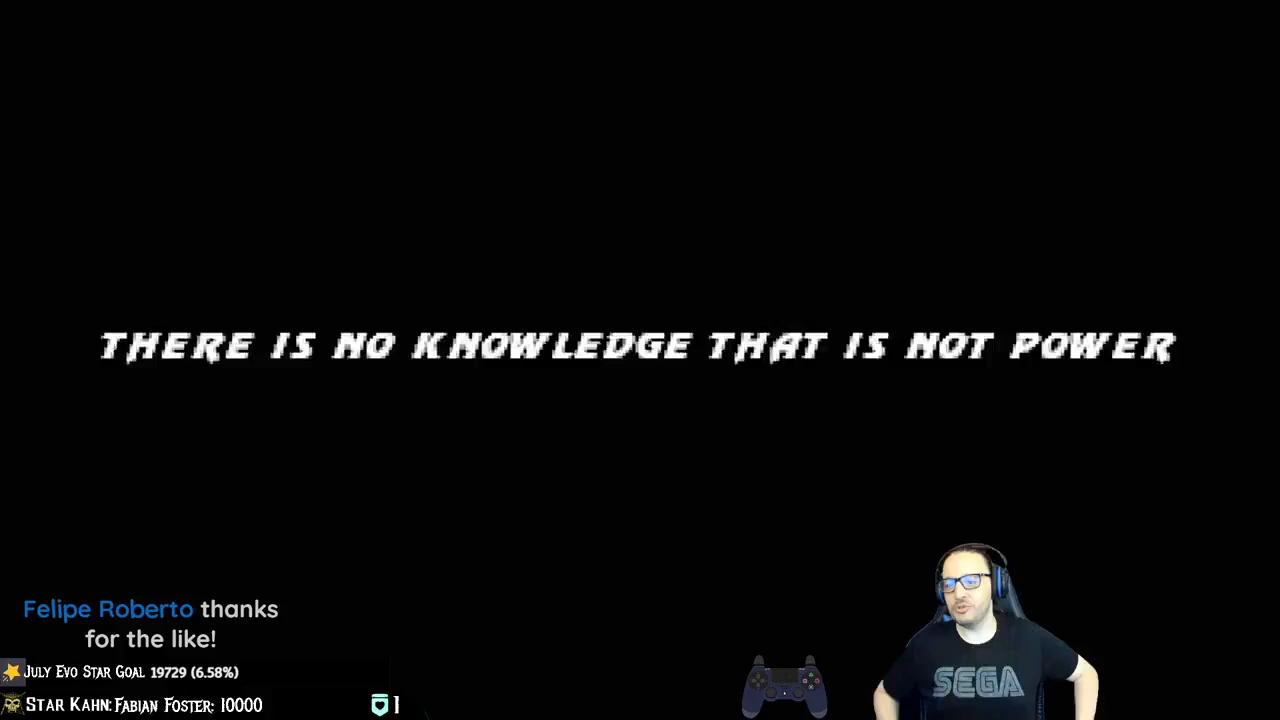 THERE IS NO KNOWLEDGE THAT IS NOT POWER
Felipe Roberto thanks
for the like!
July Evo Star Goal 19729 (6.58%)
Star Kahn: Fabian Foster: 10000
1
SEGA